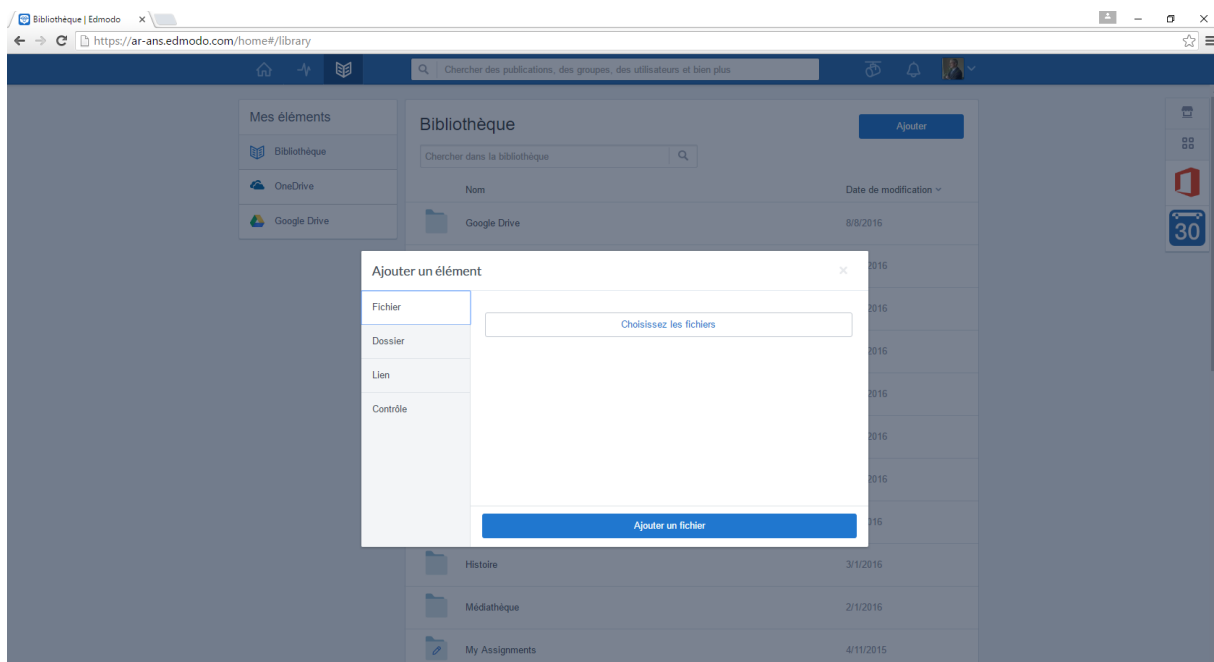 Bibliothèque | Edmodo
https://ar-ans.edmodo.com/home#/library
Chercher des publications, des groupes, des utilisateurs et bien plus
Mes éléments
Bibliothèque
OneDrive
Google Drive
Bibliothèque
Ajouter
Chercher dans la bibliothèque
Nom Date de modification
Google Drive 8/8/2016
30
Ajouter un élément
2016
Fichier
Choisissez les fichiers
2016
Dossier
2016
Lien
2016
Contrôle
2016
2016
Ajouter un fichier
016
Histoire 3/1/2016
Médiathèque 2/1/2016
My Assignments 4/11/2015